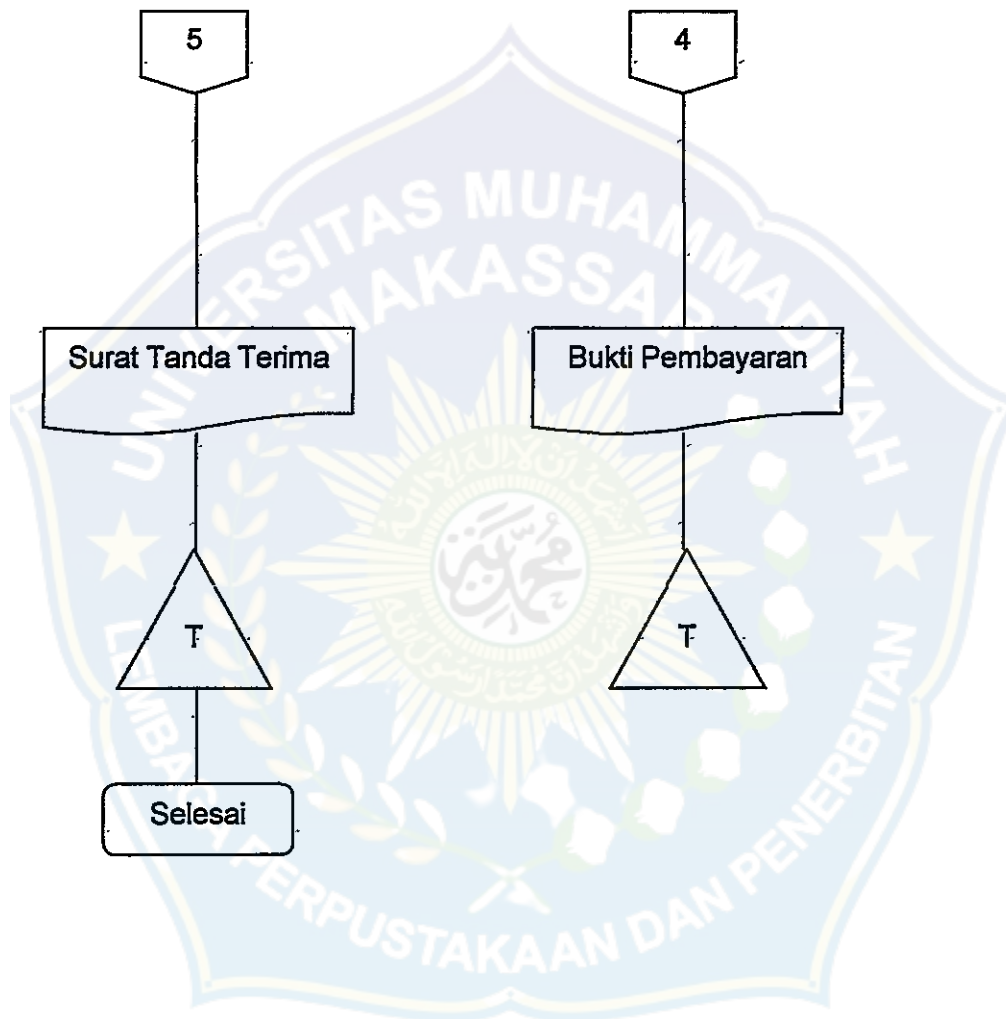 5
4
Surat Tanda Terima
Bukti Pembayaran
T
T
Selesai
UNIVERSITAS MUHAMMADIYAH
MAKASSAR
LEMBAGA PERPUSTAKAAN DAN PENERBITAN